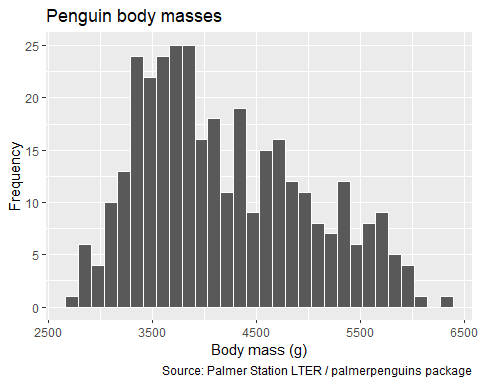 Penguin body masses
25
20
15
10
5
0
Frequency
2500 3500 4500 5500 6500
Body mass (g)
Source: Palmer Station LTER / palmerpenguins package